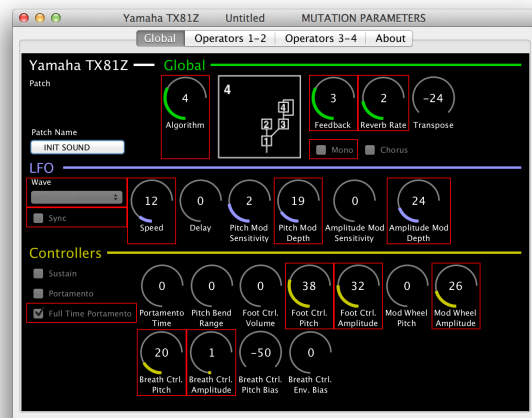 Yamaha TX81Z Untitled MUTATION PARAMETERS
Global Operators 1-2 Operators 3-4 About
Yamaha TX81Z Global
Patch
4
4
3
2
-24
Algorithm
Feedback
Reverb Rate
Transpose
4
2
3
1
Patch Name
INIT SOUND
Mono
Chorus
LFO
Wave
Sync
12
0
2
19
0
24
Speed
Delay
Pitch Mod
Sensitivity
Pitch Mod
Depth
Amplitude Mod
Sensitivity
Amplitude Mod
Depth
Controllers
Sustain
Portamento
Full Time Portamento
0
0
0
38
32
0
26
Portamento
Time
Pitch Bend
Range
Foot Ctrl.
Volume
Foot Ctrl.
Pitch
Foot Ctrl.
Amplitude
Mod Wheel
Pitch
Mod Wheel
Amplitude
20
1
-50
0
Breath Ctrl.
Pitch
Breath Ctrl.
Amplitude
Breath Ctrl.
Pitch Bias
Breath Ctrl.
Env. Bias